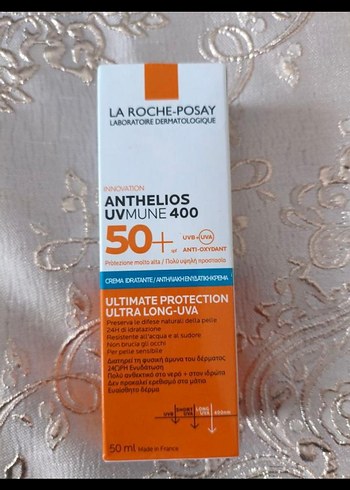 LA ROCHE-POSAY
LABORATOIRE DERMATOLOGIQUE
INNOVATION
ANTHELIOS
UVMUNE 400
50+ spf
UVB+UVA
ANTI-OXYDANT
Protezione molto alta / Πολύ υψηλή προστασία
CREMA IDRATANTE / ΑΝΤΗΛΙΑΚΗ ΕΝΥΔΑΤΙΚΗ ΚΡΕΜΑ
ULTIMATE PROTECTION
ULTRA LONG-UVA
Preserva le difese naturali della pelle
24H di idratazione
Resistente all'acqua e al sudore
Non brucia gli occhi
Per pelle sensibile
Διατηρεί τη φυσική άμυνα του δέρματος
24ΩΡΗ Ενυδάτωση
Πολύ ανθεκτικό στο νερό + στον ιδρώτα
Δεν προκαλεί ερεθισμό στα μάτια
Ευαίσθητο δέρμα
UVB
SHORT UVA
LONG UVA
400nm
50 ml Made in France